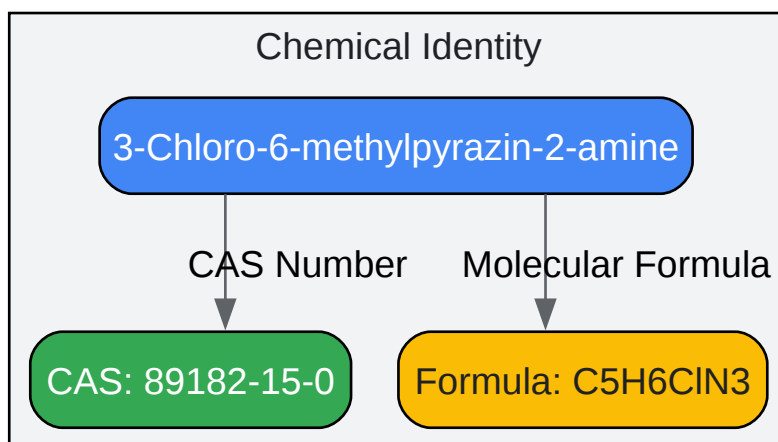 Chemical Identity
3-Chloro-6-methylpyrazin-2-amine
CAS Number
Molecular Formula
CAS: 89182-15-0
Formula: C5H6ClN3